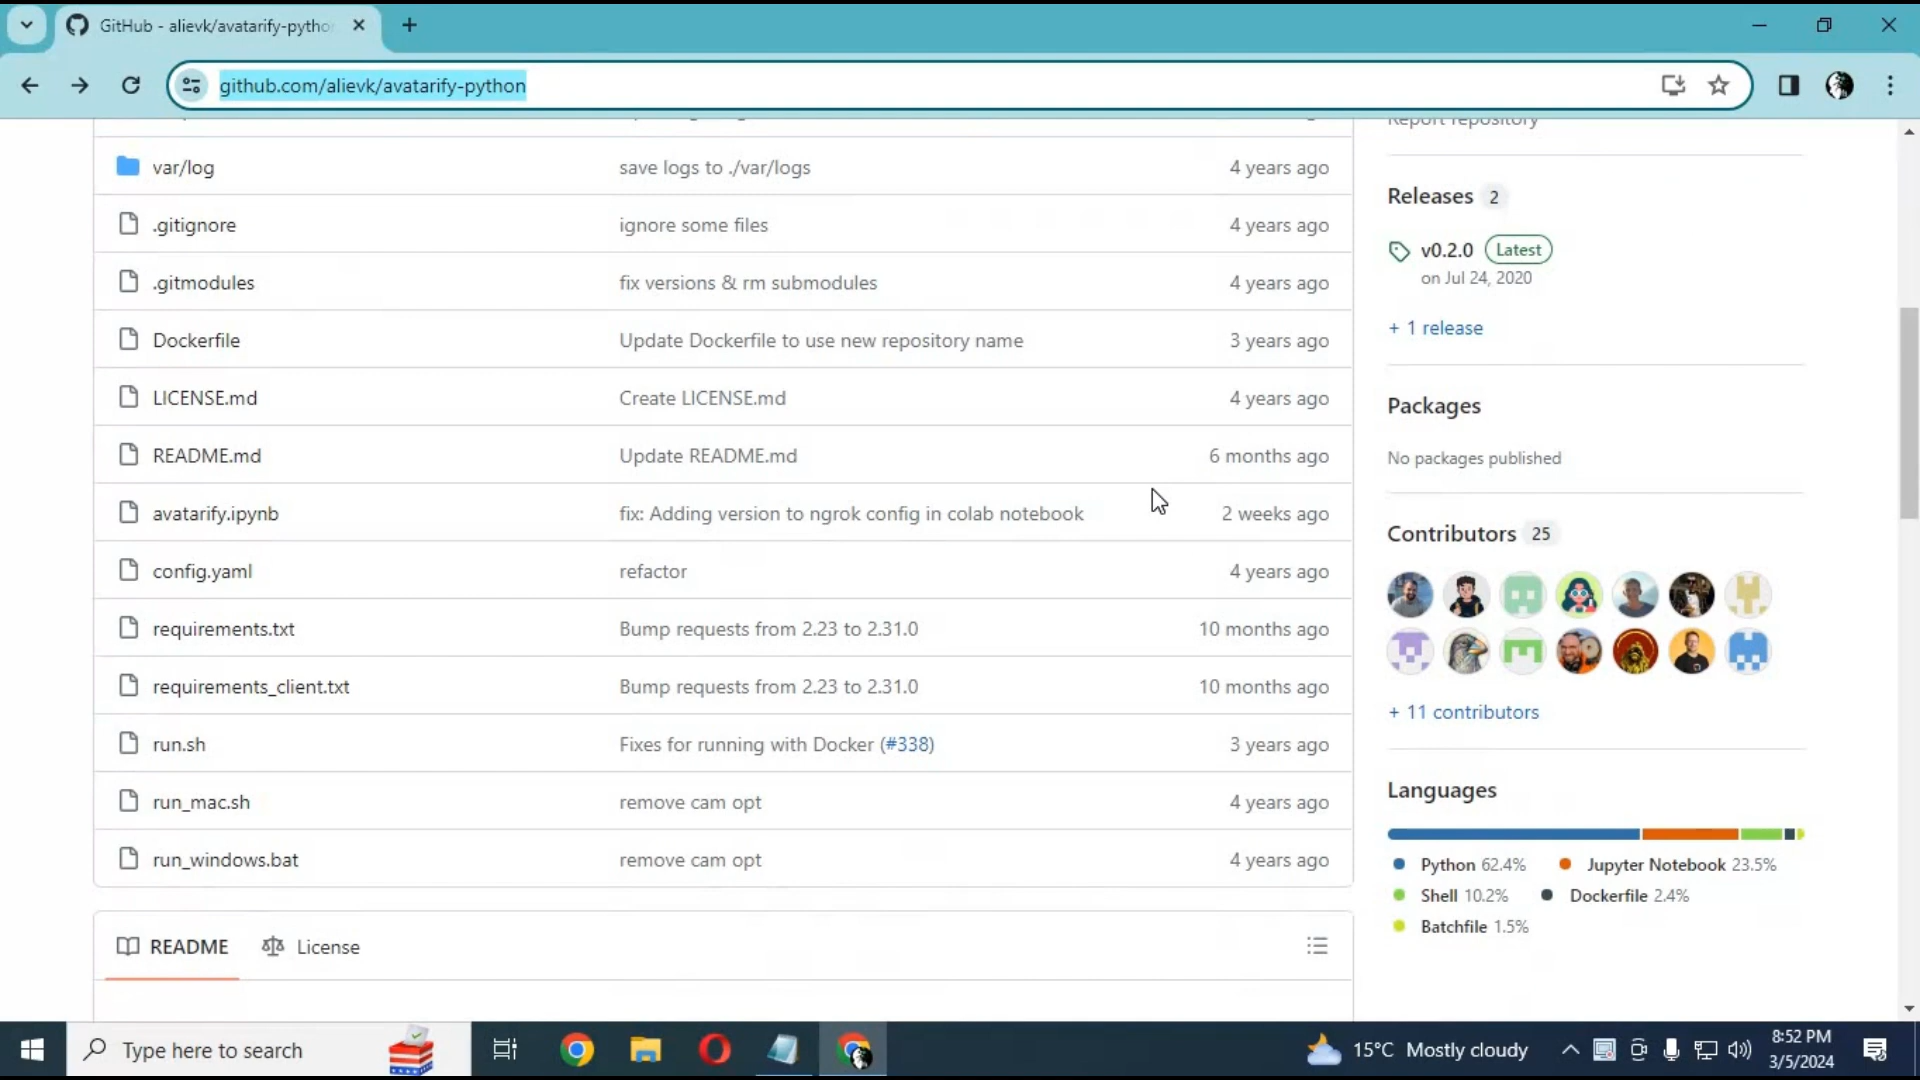 GitHub - alievk/avatarify-pytho
github.com/alievk/avatarify-python
Report repository
var/log save logs to ./var/logs 4 years ago
.gitignore ignore some files 4 years ago
.gitmodules fix versions & rm submodules 4 years ago
Dockerfile Update Dockerfile to use new repository name 3 years ago
LICENSE.md Create LICENSE.md 4 years ago
README.md Update README.md 6 months ago
avatarify.ipynb fix: Adding version to ngrok config in colab notebook 2 weeks ago
config.yaml refactor 4 years ago
requirements.txt Bump requests from 2.23 to 2.31.0 10 months ago
requirements_client.txt Bump requests from 2.23 to 2.31.0 10 months ago
run.sh Fixes for running with Docker (#338) 3 years ago
run_mac.sh remove cam opt 4 years ago
run_windows.bat remove cam opt 4 years ago
README License
Releases 2
v0.2.0 Latest
on Jul 24, 2020
+ 1 release
Packages
No packages published
Contributors 25
+ 11 contributors
Languages
Python 62.4% Jupyter Notebook 23.5%
Shell 10.2% Dockerfile 2.4%
Batchfile 1.5%
Type here to search
15°C Mostly cloudy
8:52 PM
3/5/2024